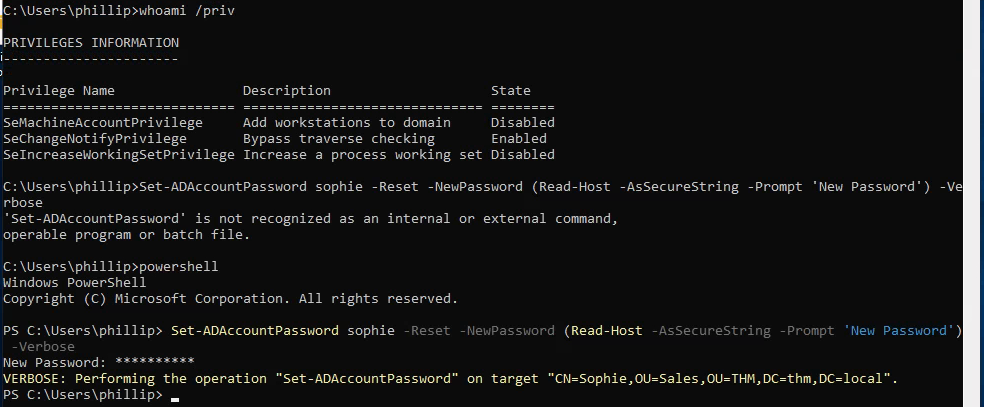 C:\Users\phillip>whoami /priv
PRIVILEGES INFORMATION
----------------------
Privilege Name                Description                    State
============================= ============================== ========
SeMachineAccountPrivilege     Add workstations to domain     Disabled
SeChangeNotifyPrivilege       Bypass traverse checking       Enabled
SeIncreaseWorkingSetPrivilege Increase a process working set Disabled
C:\Users\phillip>Set-ADAccountPassword sophie -Reset -NewPassword (Read-Host -AsSecureString -Prompt 'New Password') -Ve
rbose
'Set-ADAccountPassword' is not recognized as an internal or external command,
operable program or batch file.
C:\Users\phillip>powershell
Windows PowerShell
Copyright (C) Microsoft Corporation. All rights reserved.
PS C:\Users\phillip> Set-ADAccountPassword sophie -Reset -NewPassword (Read-Host -AsSecureString -Prompt 'New Password')
 -Verbose
New Password: **********
VERBOSE: Performing the operation "Set-ADAccountPassword" on target "CN=Sophie,OU=Sales,OU=THM,DC=thm,DC=local".
PS C:\Users\phillip>